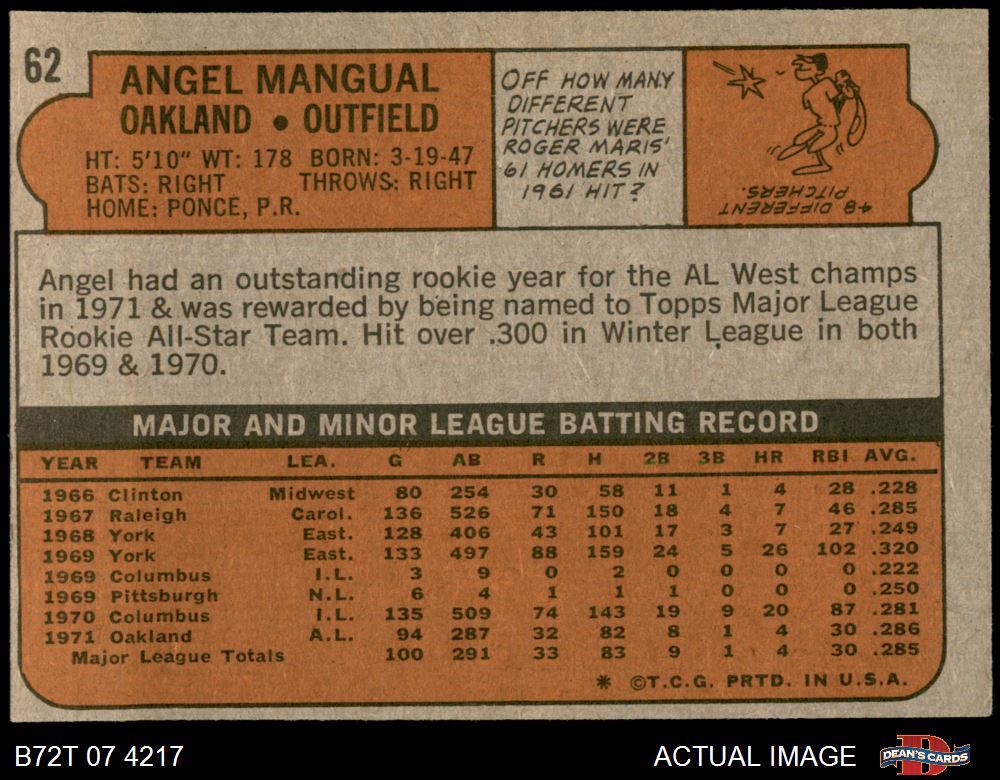 62
ANGEL MANGUAL
OAKLAND • OUTFIELD
HT: 5'10" WT: 178 BORN: 3-19-47
BATS: RIGHT THROWS: RIGHT
HOME: PONCE, P.R.
OFF HOW MANY
DIFFERENT
PITCHERS WERE
ROGER MARIS'
61 HOMERS IN
1961 HIT?
48 DIFFERENT
PITCHERS.
Angel had an outstanding rookie year for the AL West champs
in 1971 & was rewarded by being named to Topps Major League
Rookie All-Star Team. Hit over .300 in Winter League in both
1969 & 1970.
MAJOR AND MINOR LEAGUE BATTING RECORD
YEAR TEAM LEA. G AB R H 2B 3B HR RBI AVG.
1966 Clinton Midwest 80 254 30 58 11 1 4 28 .228
1967 Raleigh Carol. 136 526 71 150 18 4 7 46 .285
1968 York East. 128 406 43 101 17 3 7 27 .249
1969 York East. 133 497 88 159 24 5 26 102 .320
1969 Columbus I.L. 3 9 0 2 0 0 0 0 .222
1969 Pittsburgh N.L. 6 4 1 1 1 0 0 0 .250
1970 Columbus I.L. 135 509 74 143 19 9 20 87 .281
1971 Oakland A.L. 94 287 32 82 8 1 4 30 .286
Major League Totals 100 291 33 83 9 1 4 30 .285
* ©T.C.G. PRTD. IN U.S.A.
B72T 07 4217
ACTUAL IMAGE
DEAN'S CARDS